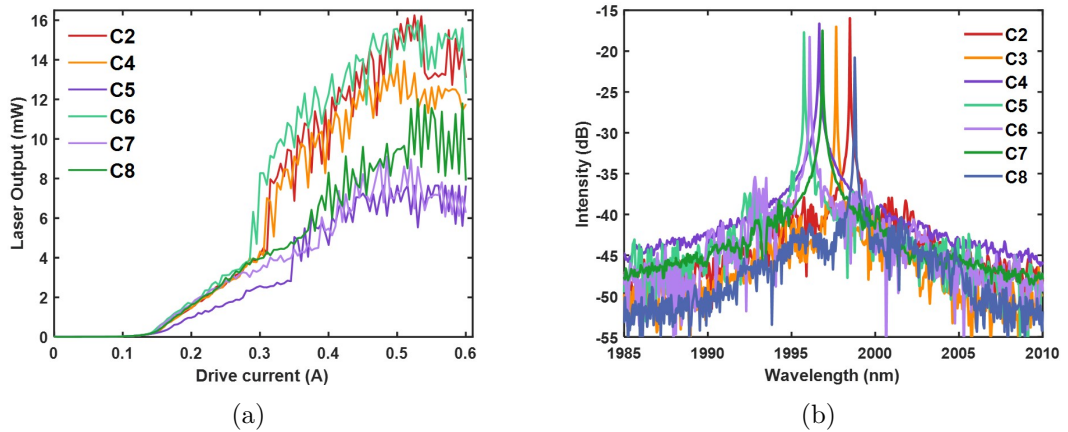 16
14
12
10
8
6
4
2
0
Laser Output (mW)
C2
C4
C5
C6
C7
C8
0
0.1
0.2
0.3
0.4
0.5
0.6
Drive current (A)
(a)
-15
-20
-25
-30
-35
-40
-45
-50
-55
Intensity (dB)
C2
C3
C4
C5
C6
C7
C8
1985
1990
1995
2000
2005
2010
Wavelength (nm)
(b)